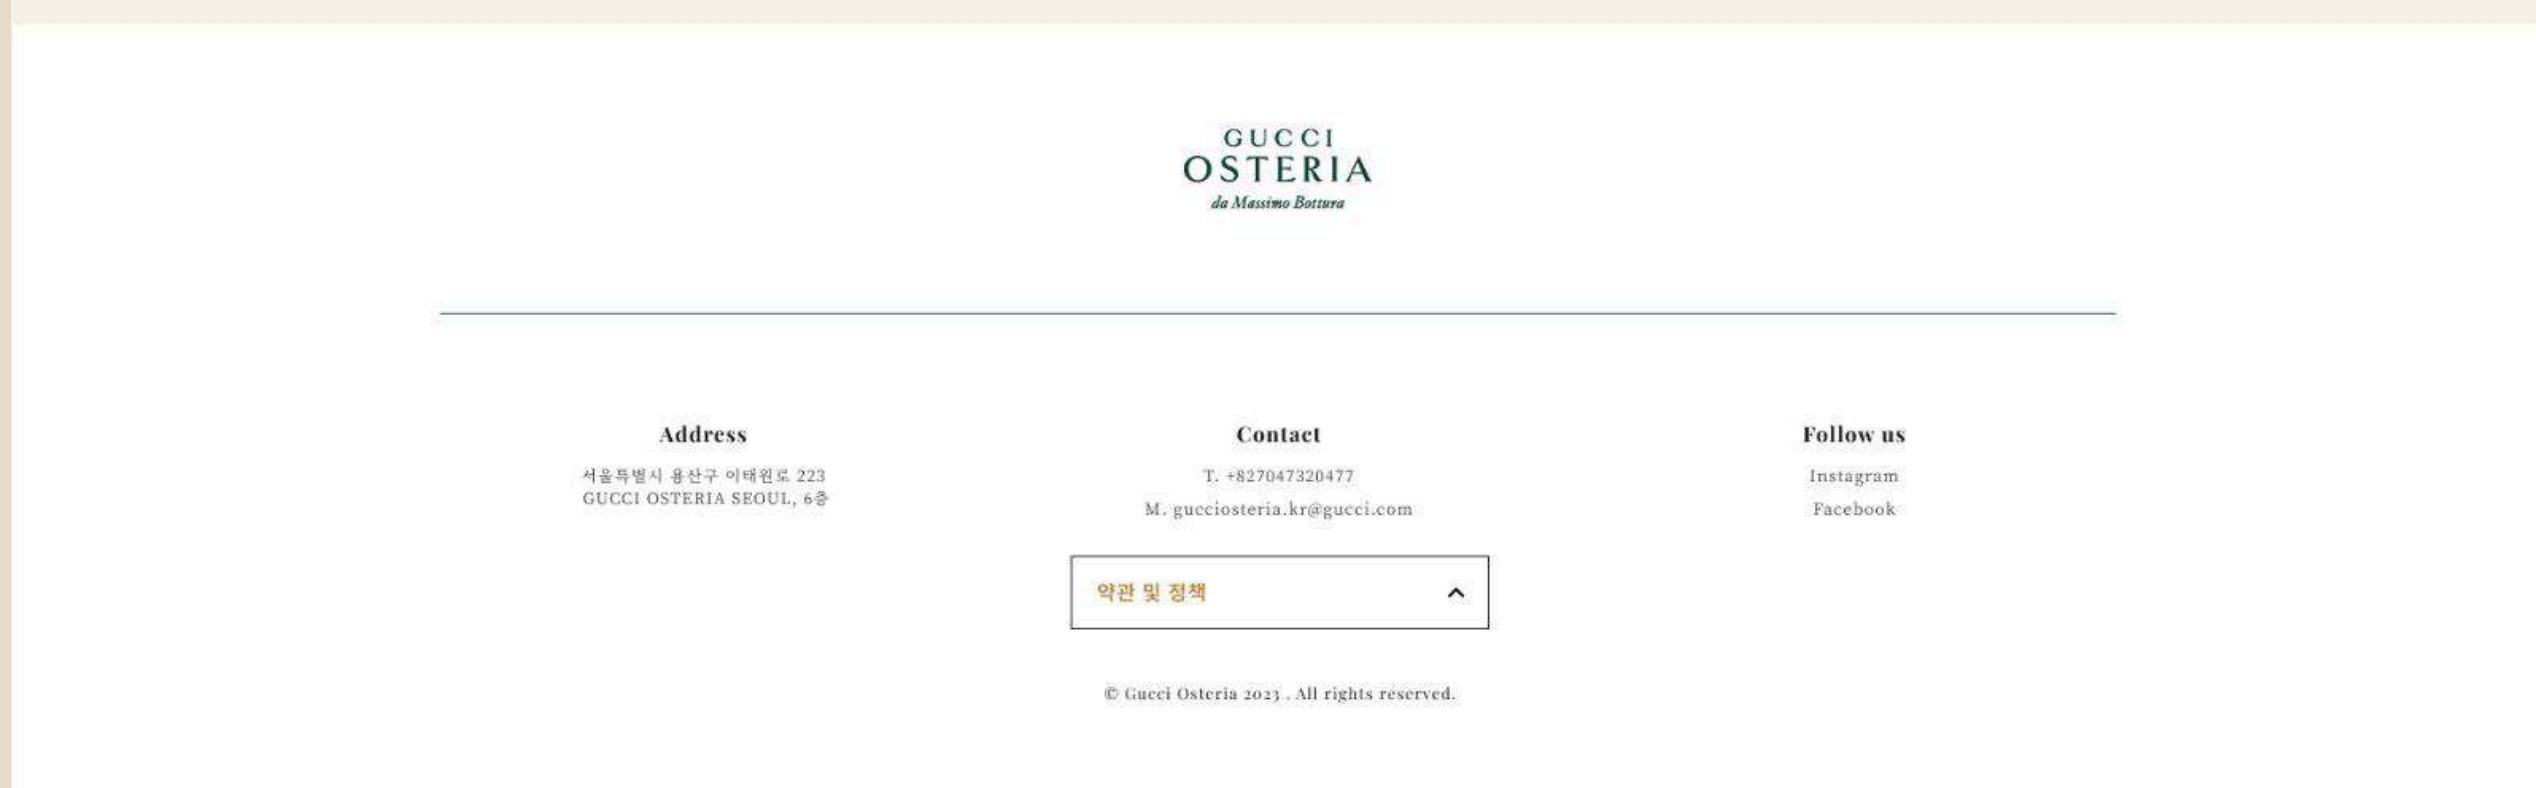 GUCCI
OSTERIA
da Massimo Bottura
Address
서울특별시 용산구 이태원로 223
GUCCI OSTERIA SEOUL, 6층
Contact
T. +827047320477
M. gucciosteria.kr@gucci.com
Follow us
Instagram
Facebook
약관 및 정책
© Gucci Osteria 2023 . All rights reserved.